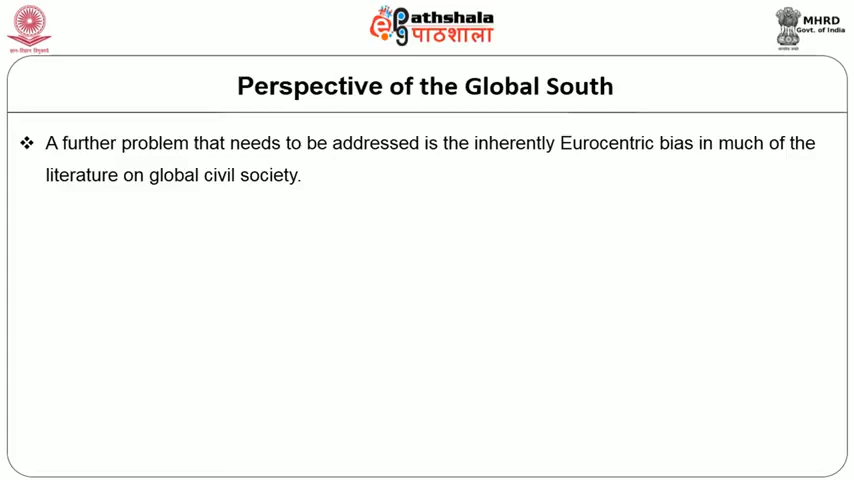 ePathshala
पाठशाला
MHRD
Govt. of India
Perspective of the Global South
❖ A further problem that needs to be addressed is the inherently Eurocentric bias in much of the
literature on global civil society.